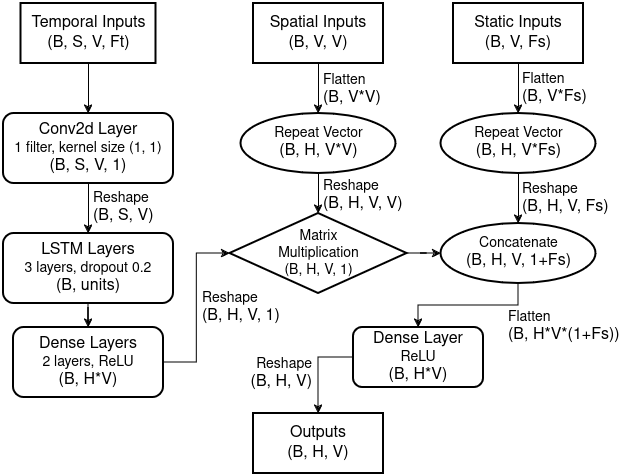 Temporal Inputs
(B, S, V, Ft)
Conv2d Layer
1 filter, kernel size (1, 1)
(B, S, V, 1)
Reshape
(B, S, V)
LSTM Layers
3 layers, dropout 0.2
(B, units)
Dense Layers
2 layers, ReLU
(B, H*V)
Reshape
(B, H, V, 1)
Spatial Inputs
(B, V, V)
Flatten
(B, V*V)
Repeat Vector
(B, H, V*V)
Reshape
(B, H, V, V)
Matrix
Multiplication
(B, H, V, 1)
Static Inputs
(B, V, Fs)
Flatten
(B, V*Fs)
Repeat Vector
(B, H, V*Fs)
Reshape
(B, H, V, Fs)
Concatenate
(B, H, V, 1+Fs)
Flatten
(B, H*V*(1+Fs))
Dense Layer
ReLU
(B, H*V)
Reshape
(B, H, V)
Outputs
(B, H, V)